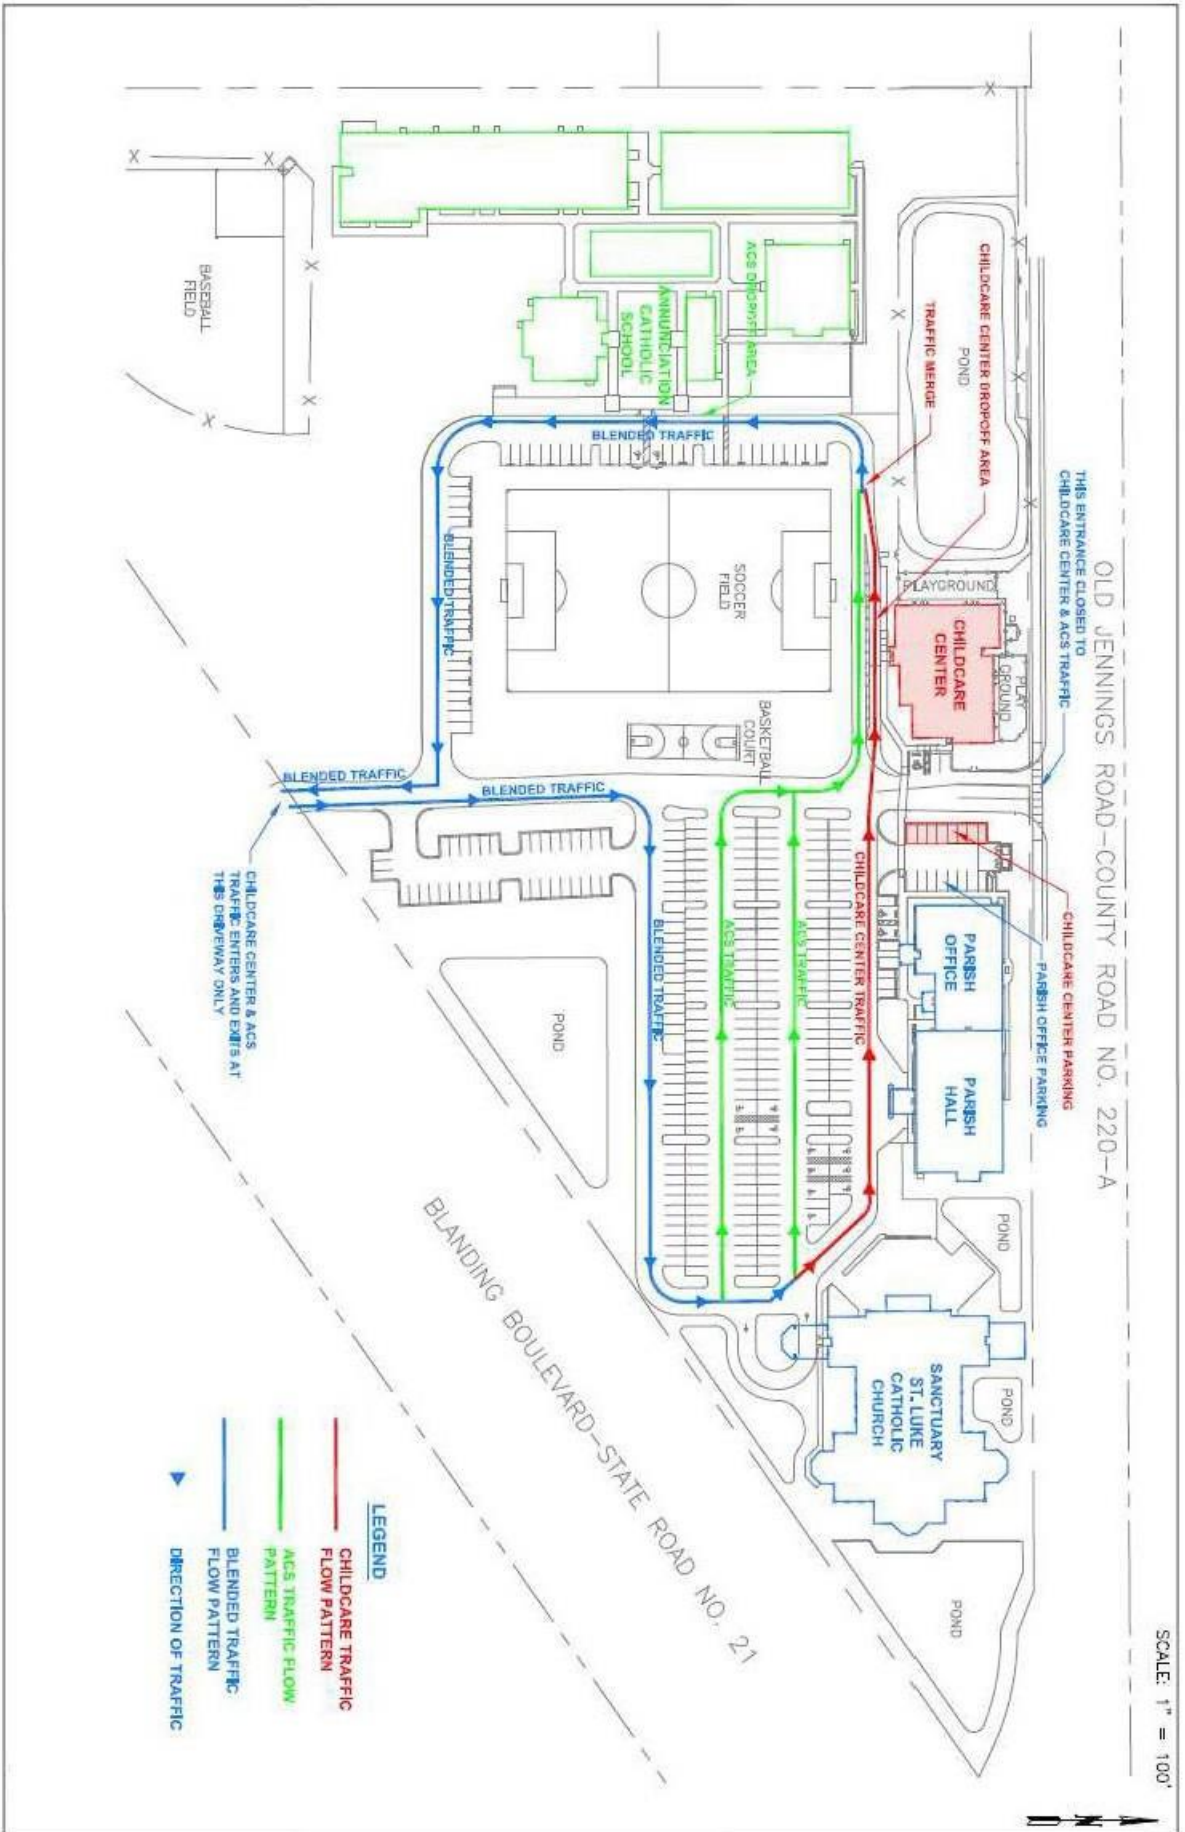 SCALE: 1" = 100'
N
OLD JENNINGS ROAD-COUNTY ROAD NO. 220-A
THIS ENTRANCE CLOSED TO
CHILDCARE CENTER & ACS TRAFFIC
CHILDCARE CENTER DROPOFF AREA
TRAFFIC MERGE
POND
PLAYGROUND
PLAY
GROUND
CHILDCARE
CENTER
CHILDCARE CENTER PARKING
PARISH OFFICE PARKING
PARISH
OFFICE
PARISH
HALL
POND
POND
SANCTUARY
ST. LUKE
CATHOLIC
CHURCH
POND
ACS DROPOFF AREA
ANNUNCIATION
CATHOLIC
SCHOOL
BLENDED TRAFFIC
SOCCER
FIELD
BASKETBALL
COURT
CHILDCARE CENTER TRAFFIC
ACS TRAFFIC
ACS TRAFFIC
BLENDED TRAFFIC
BLENDED TRAFFIC
BLENDED TRAFFIC
BLENDED TRAFFIC
BASEBALL
FIELD
POND
CHILDCARE CENTER & ACS
TRAFFIC ENTERS AND EXITS AT
THIS DRIVEWAY ONLY
BLANDING BOULEVARD-STATE ROAD NO. 21
LEGEND
CHILDCARE TRAFFIC
FLOW PATTERN
ACS TRAFFIC FLOW
PATTERN
BLENDED TRAFFIC
FLOW PATTERN
DIRECTION OF TRAFFIC